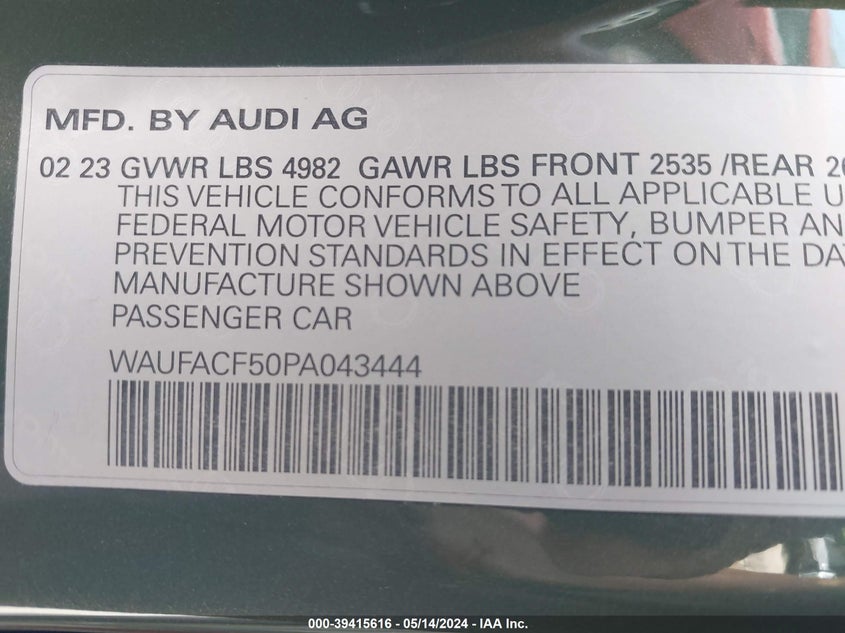 MFD. BY AUDI AG
02 23 GVWR LBS 4982 GAWR LBS FRONT 2535 /REAR
THIS VEHICLE CONFORMS TO ALL APPLICABLE
FEDERAL MOTOR VEHICLE SAFETY, BUMPER
PREVENTION STANDARDS IN EFFECT ON THE
MANUFACTURE SHOWN ABOVE
PASSENGER CAR
WAUFACF50PA043444
000-39415616 - 05/14/2024 - IAA Inc.